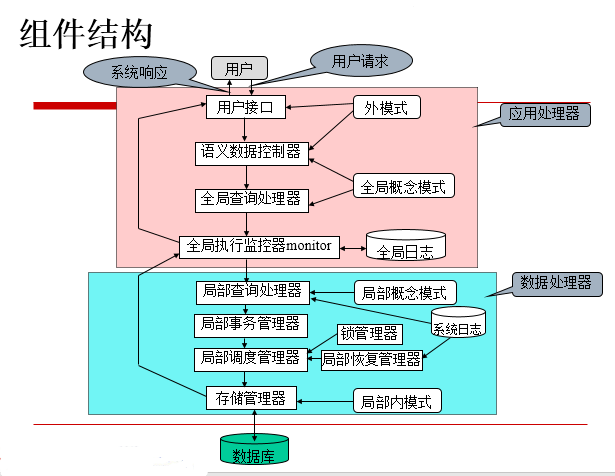 组件结构
系统响应
用户
用户请求
用户接口
外模式
应用处理器
语义数据控制器
全局概念模式
全局查询处理器
全局执行监控器monitor
全局日志
局部查询处理器
局部概念模式
数据处理器
局部事务管理器
系统日志
锁管理器
局部调度管理器
局部恢复管理器
存储管理器
局部内模式
数据库